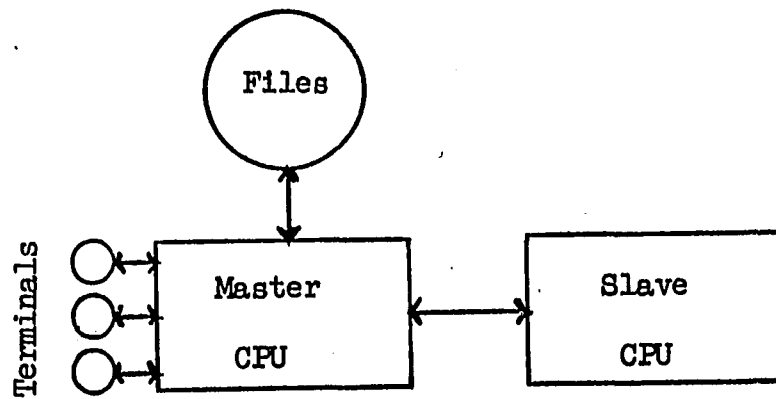 Files
Terminals
Master
CPU
Slave
CPU